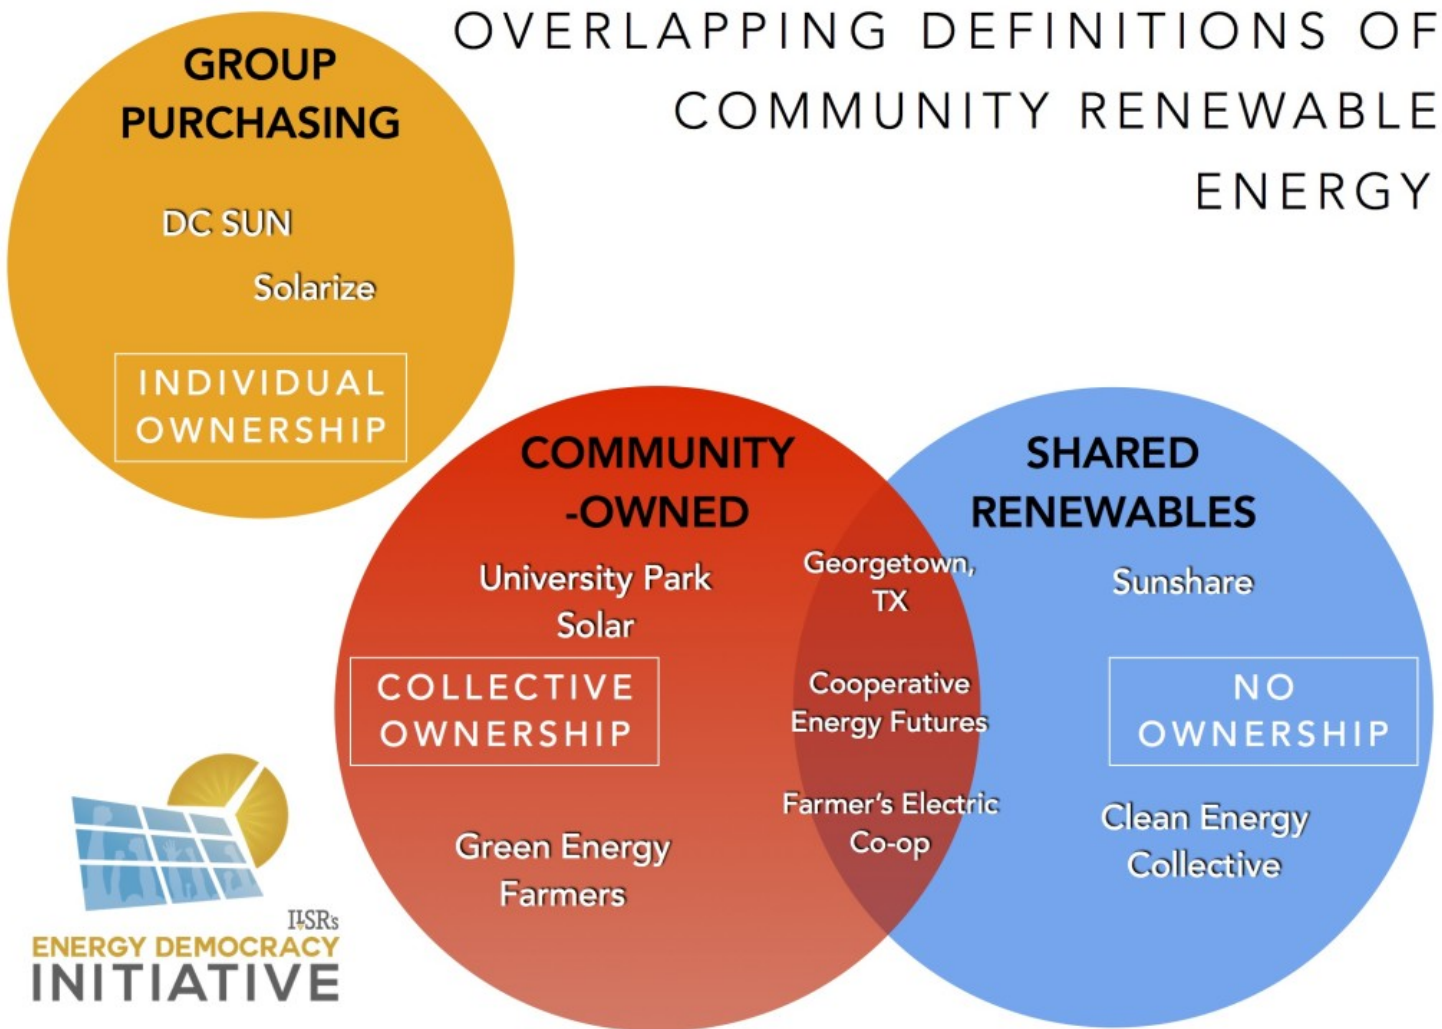 OVERLAPPING DEFINITIONS OF
COMMUNITY RENEWABLE
ENERGY
GROUP
PURCHASING
DC SUN
Solarize
INDIVIDUAL
OWNERSHIP
COMMUNITY
-OWNED
University Park
Solar
COLLECTIVE
OWNERSHIP
Green Energy
Farmers
Georgetown,
TX
Cooperative
Energy Futures
Farmer's Electric
Co-op
SHARED
RENEWABLES
Sunshare
NO
OWNERSHIP
Clean Energy
Collective
ILSR's
ENERGY DEMOCRACY
INITIATIVE